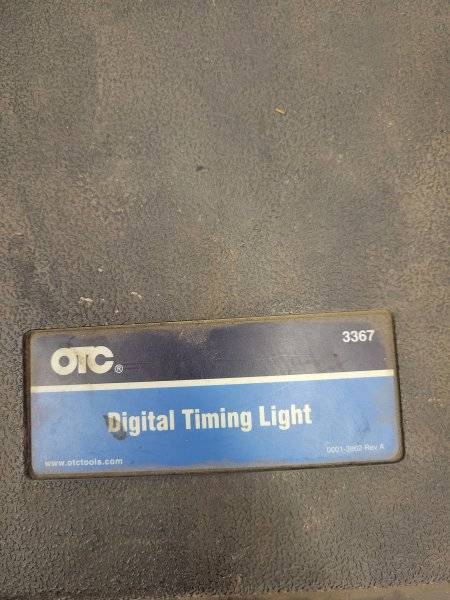 OTC®
3367
Digital Timing Light
www.otctools.com
0001-3862 Rev A